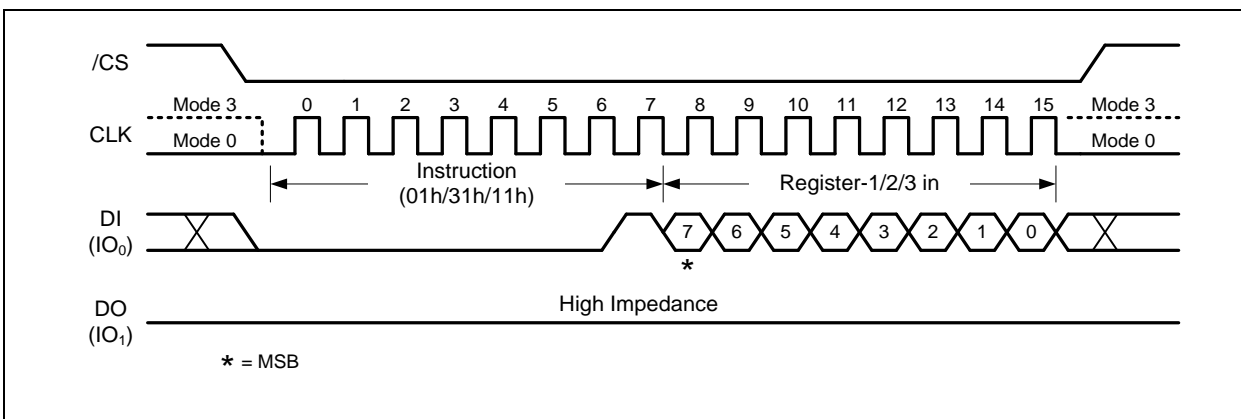 /CS
Mode 3 0 1 2 3 4 5 6 7 8 9 10 11 12 13 14 15 Mode 3
CLK Mode 0 Mode 0
Instruction
(01h/31h/11h)
Register-1/2/3 in
DI
(IO₀)
7 6 5 4 3 2 1 0
*
High Impedance
DO
(IO₁)
* = MSB